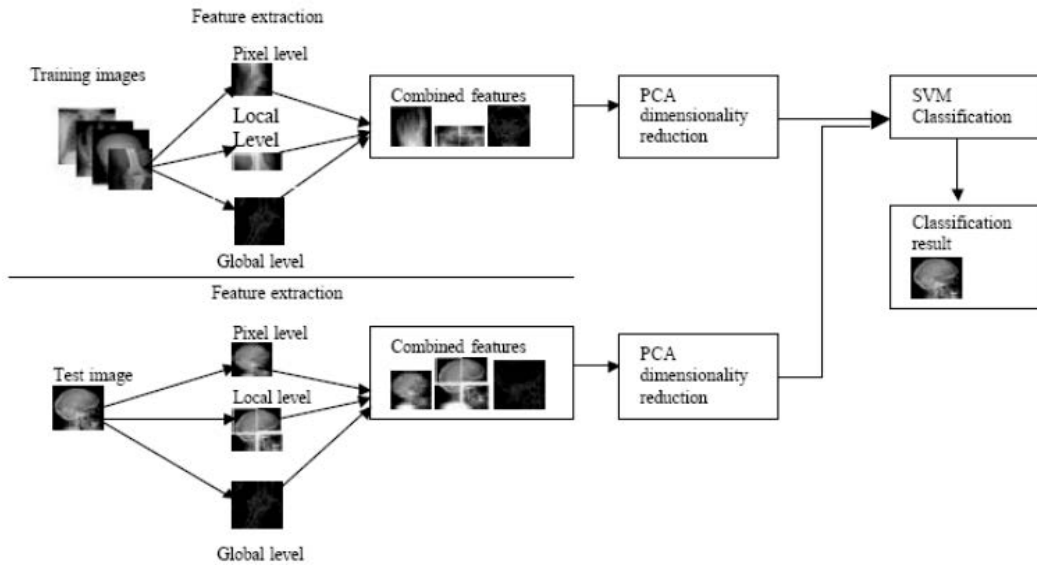 Feature extraction
Pixel level
Training images
Local
Level
Global level
Combined features
PCA
dimensionality
reduction
SVM
Classification
Classification
result
Feature extraction
Pixel level
Test image
Local level
Global level
Combined features
PCA
dimensionality
reduction